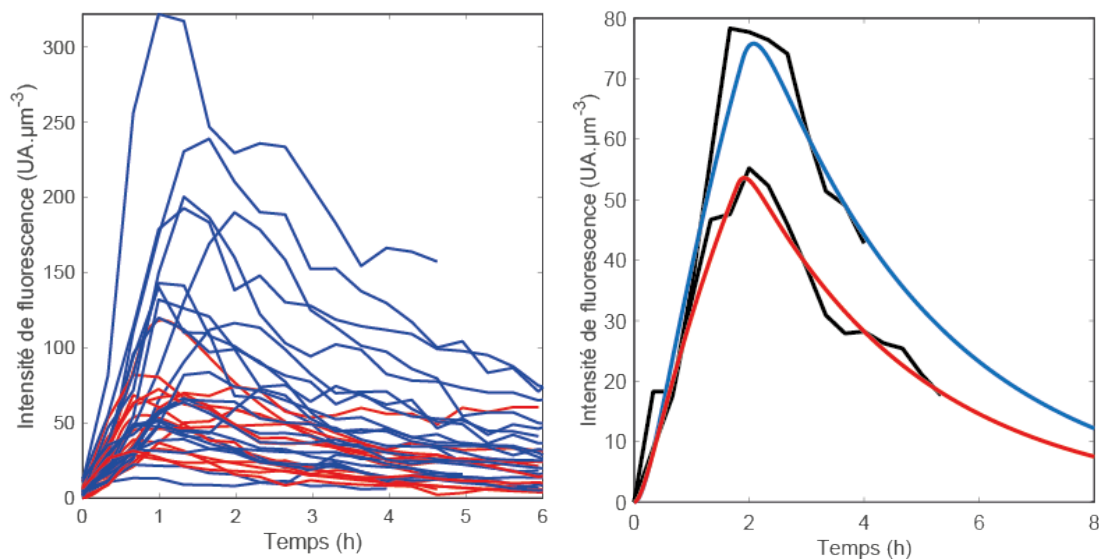 Intensité de fluorescence (UA.µm⁻³)
300
250
200
150
100
50
0
0 1 2 3 4 5 6
Temps (h)
Intensité de fluorescence (UA.µm⁻³)
80
70
60
50
40
30
20
10
0
0 2 4 6 8
Temps (h)